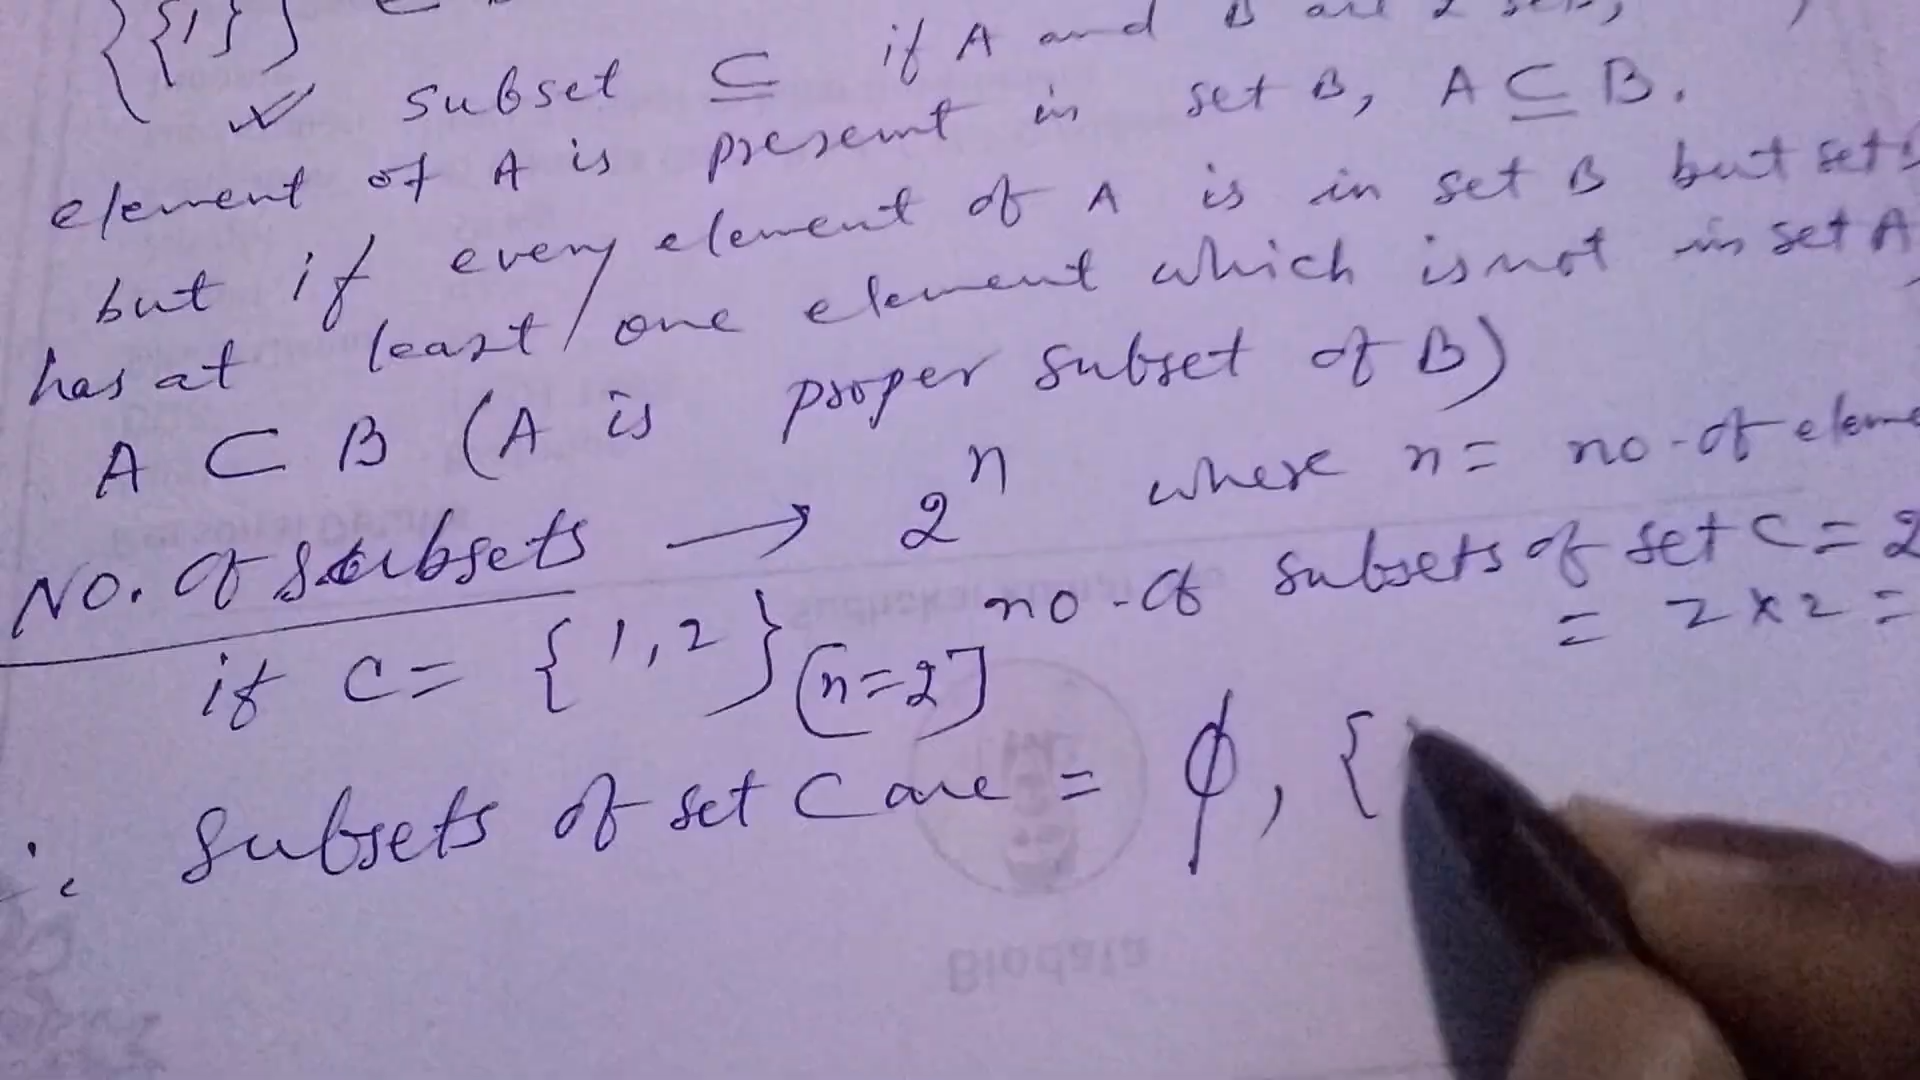 {{1}}
subset ⊆ if A and B are 2 sets,
element of A is present in set B, A ⊆ B.
but if every element of A is in set B but set
has at least one element which is not in set A,
A ⊂ B (A is proper subset of B)
No. of subsets → 2^n where n = no. of eleme
if C = {1,2} [n=2] no. of subsets of set C = 2
= 2 × 2 =
∴ subsets of set C are = ϕ, {
Biodata